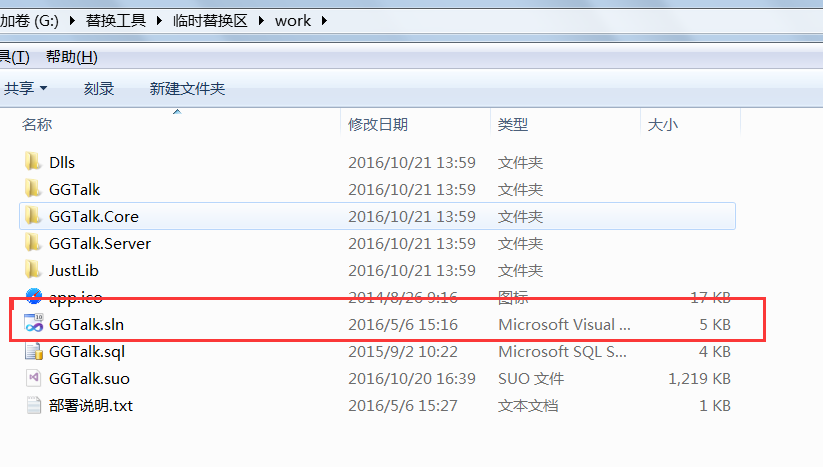 加卷 (G:) 替换工具 临时替换区 work
具(T) 帮助(H)
共享 刻录 新建文件夹
名称 修改日期 类型 大小
Dlls 2016/10/21 13:59 文件夹
GGTalk 2016/10/21 13:59 文件夹
GGTalk.Core 2016/10/21 13:59 文件夹
GGTalk.Server 2016/10/21 13:59 文件夹
JustLib 2016/10/21 13:59 文件夹
app.ico 2014/8/26 9:16 图标 17 KB
GGTalk.sln 2016/5/6 15:16 Microsoft Visual ... 5 KB
GGTalk.sql 2015/9/2 10:22 Microsoft SQL S... 4 KB
GGTalk.suo 2016/10/20 16:39 SUO 文件 1,219 KB
部署说明.txt 2016/5/6 15:27 文本文档 1 KB